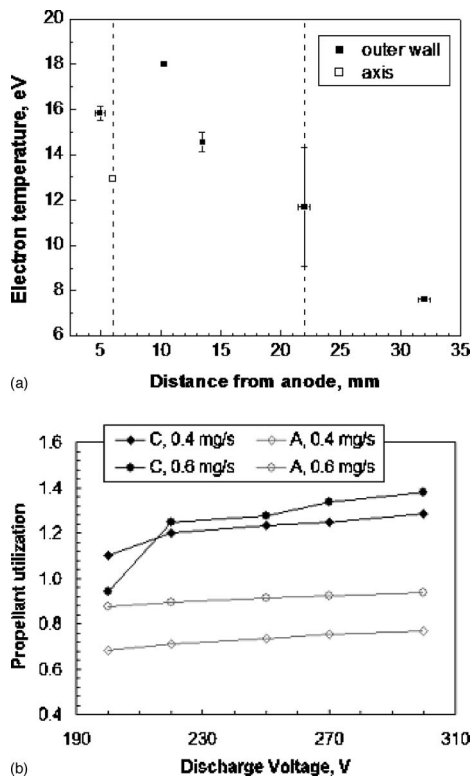 20
18
16
14
12
10
8
6
Electron temperature, eV
outer wall
axis
5 10 15 20 25 30 35
(a)
Distance from anode, mm
1.6
1.4
1.2
1.0
0.8
0.6
0.4
Propellant utilization
C, 0.4 mg/s A, 0.4 mg/s
C, 0.6 mg/s A, 0.6 mg/s
190 230 270 310
(b)
Discharge Voltage, V